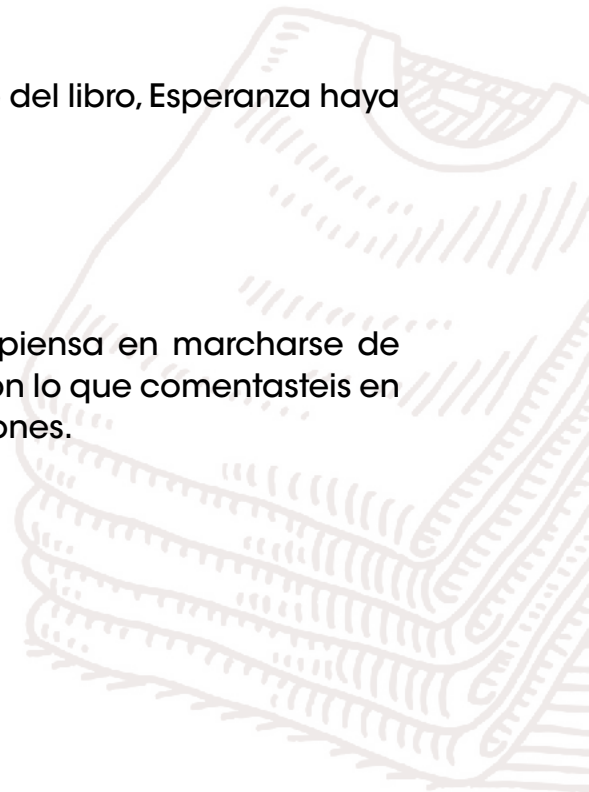 del libro, Esperanza haya
piensa en marcharse de
on lo que comentasteis en
ones.